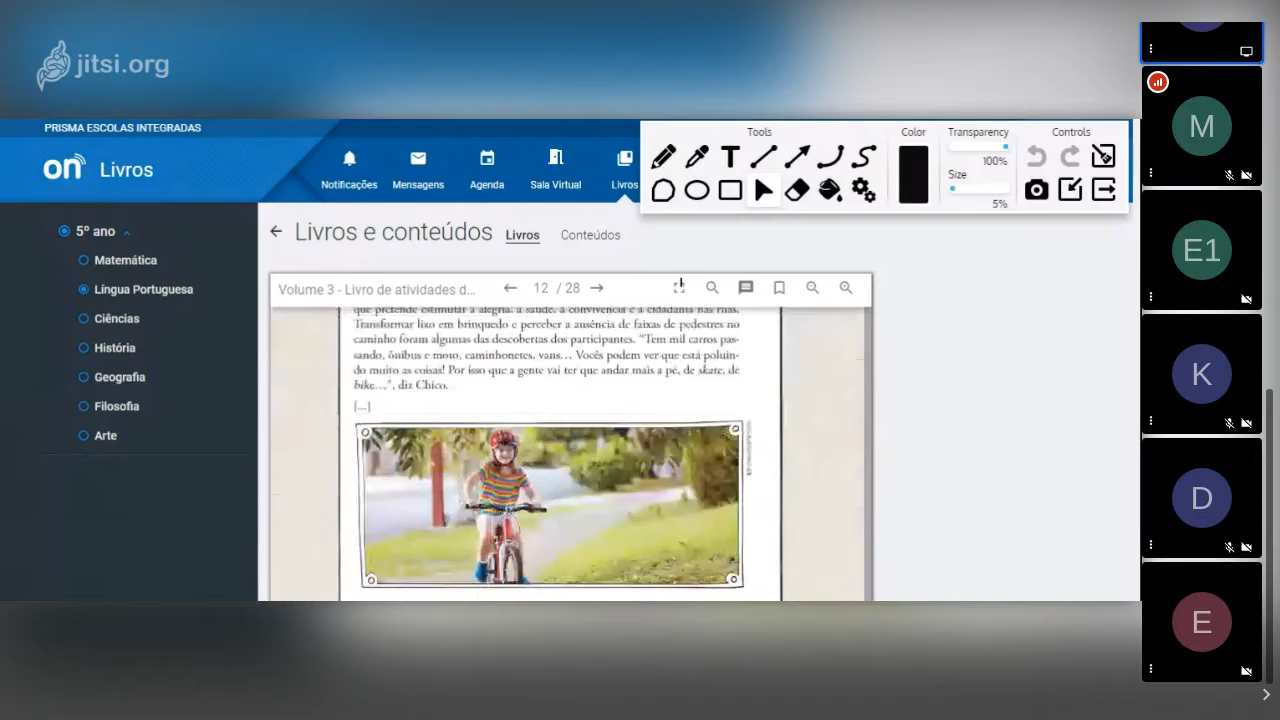 jitsi.org
PRISMA ESCOLAS INTEGRADAS
on Livros
Notificações
Mensagens
Agenda
Sala Virtual
Livros
Tools
Color
Transparency
Controls
100%
Size
5%
5º ano
Matemática
Língua Portuguesa
Ciências
História
Geografia
Filosofia
Arte
Livros e conteúdos Livros Conteúdos
Volume 3 - Livro de atividades d... 12 / 28
que pretende estimular a alegria, a saúde, a convivência e a cidadania nas ruas.
Transformar lixo em brinquedo e perceber a ausência de faixas de pedestres no
caminho foram algumas das descobertas dos participantes. "Tem mil carros pas-
sando, ônibus e moto, caminhonetes, vans... Vocês podem ver que está poluin-
do muito as coisas! Por isso que a gente vai ter que andar mais a pé, de skate, de
bike...", diz Chico.
[...]
M
E1
K
D
E